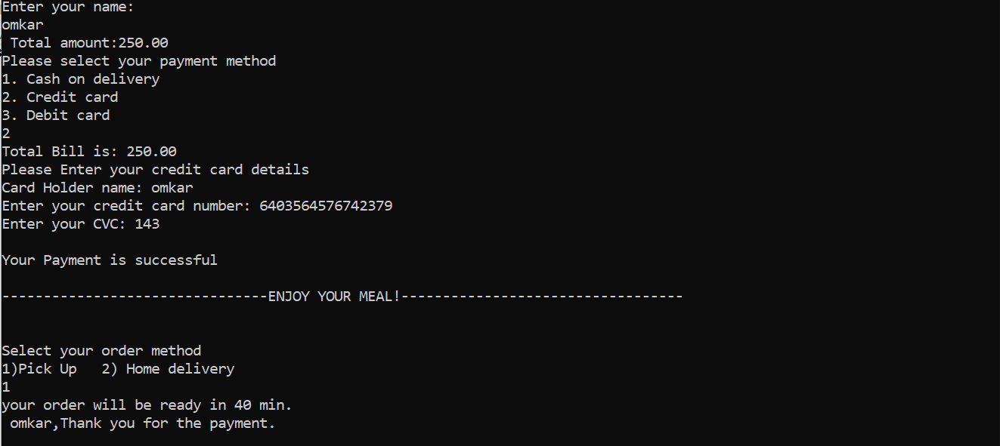 Enter your name:
omkar
 Total amount:250.00
Please select your payment method
1. Cash on delivery
2. Credit card
3. Debit card
2
Total Bill is: 250.00
Please Enter your credit card details
Card Holder name: omkar
Enter your credit card number: 6403564576742379
Enter your CVC: 143
Your Payment is successful
--------------------------------ENJOY YOUR MEAL!----------------------------------
Select your order method
1)Pick Up   2) Home delivery
1
your order will be ready in 40 min.
 omkar,Thank you for the payment.